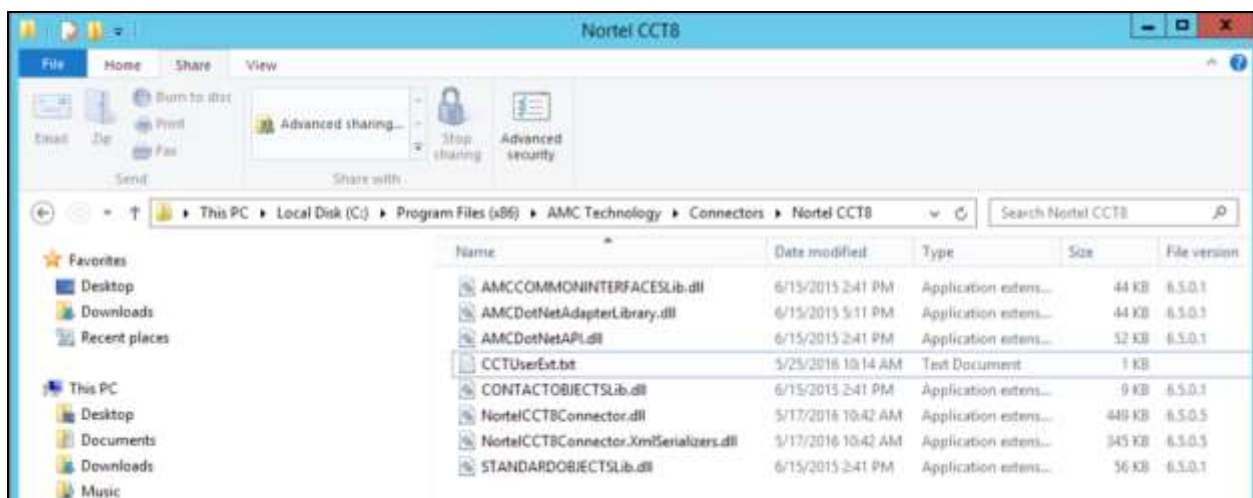 Nortel CCT8
File Home Share View
Email Zip Burn to disc Print Fax Advanced sharing... Stop sharing Advanced security
Send Share with
This PC Local Disk (C:) Program Files (x86) AMC Technology Connectors Nortel CCT8 Search Nortel CCT8
Name Date modified Type Size File version
Favorites
Desktop AMCCOMMONINTERFACESLib.dll 6/15/2015 2:41 PM Application extens... 44 KB 6.5.0.1
Downloads AMCDotNetAdapterLibrary.dll 6/15/2015 5:11 PM Application extens... 44 KB 6.5.0.1
Recent places AMCDotNetAPI.dll 6/15/2015 2:41 PM Application extens... 52 KB 6.5.0.1
CCTUserExt.txt 5/25/2016 10:14 AM Text Document 1 KB
This PC CONTACTOBJECTSLib.dll 6/15/2015 2:41 PM Application extens... 9 KB 6.5.0.1
Desktop NortelCCT8Connector.dll 5/17/2016 10:42 AM Application extens... 449 KB 6.5.0.5
Documents NortelCCT8Connector.XmlSerializers.dll 5/17/2016 10:42 AM Application extens... 345 KB 6.5.0.5
Downloads STANDARDOBJECTSLib.dll 6/15/2015 2:41 PM Application extens... 56 KB 6.5.0.1
Music